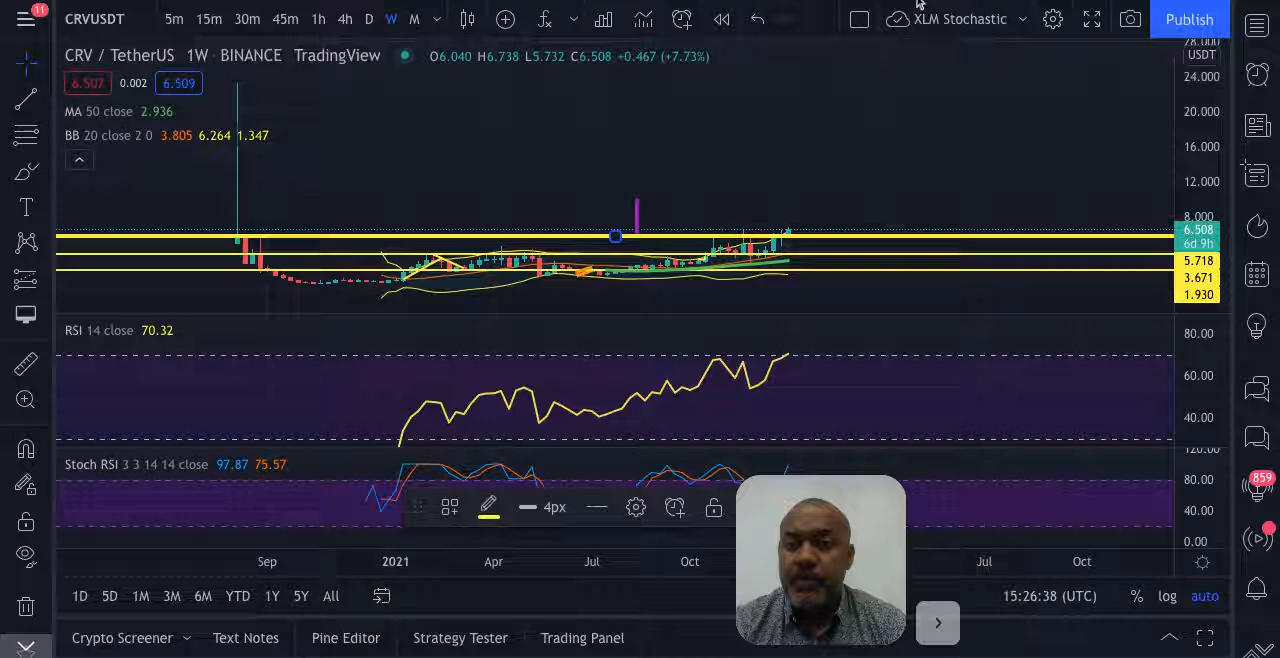 11
CRVUSDT 5m 15m 30m 45m 1h 4h D W M XLM Stochastic Publish
CRV / TetherUS 1W BINANCE TradingView O6.040 H6.738 L5.732 C6.508 +0.467 (+7.73%)
6.507 0.002 6.509
MA 50 close 2.936
BB 20 close 2 0 3.805 6.264 1.347
28.000
USDT
24.000
20.000
16.000
12.000
8.000
6.508
6d 9h
5.718
3.671
1.930
RSI 14 close 70.32
80.00
60.00
40.00
Stoch RSI 3 3 14 14 close 97.87 75.57
120.00
80.00
40.00
0.00
4px
859
Sep 2021 Apr Jul Oct Jul Oct
1D 5D 1M 3M 6M YTD 1Y 5Y All 15:26:38 (UTC) % log auto
Crypto Screener Text Notes Pine Editor Strategy Tester Trading Panel